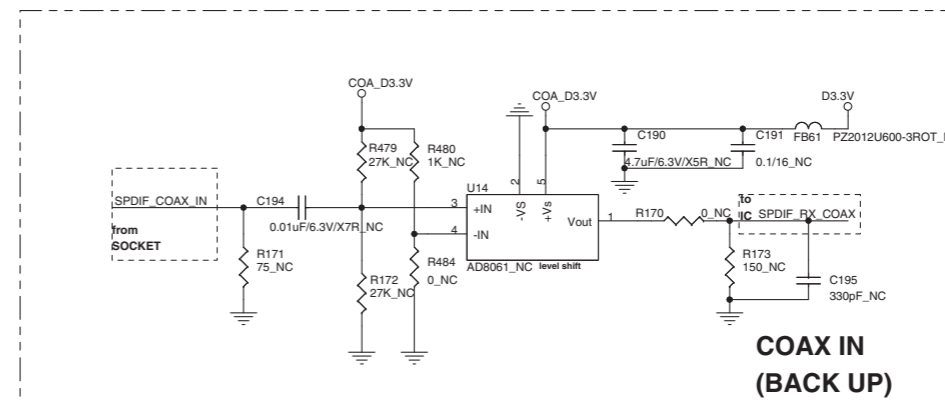 COA_D3.3V
COA_D3.3V
D3.3V
R479
27K_NC
R480
1K_NC
C190
4.7uF/6.3V/X5R_NC
C191
0.1/16_NC
FB61
PZ2012U600-3ROT_
U14
2
5
-VS
+Vs
SPDIF_COAX_IN
from
SOCKET
C194
0.01uF/6.3V/X7R_NC
3
+IN
4
-IN
Vout
1
R170
0_NC
to
IC
SPDIF_RX_COAX
AD8061_NC
level shift
R171
75_NC
R172
27K_NC
R484
0_NC
R173
150_NC
C195
330pF_NC
COAX IN
(BACK UP)